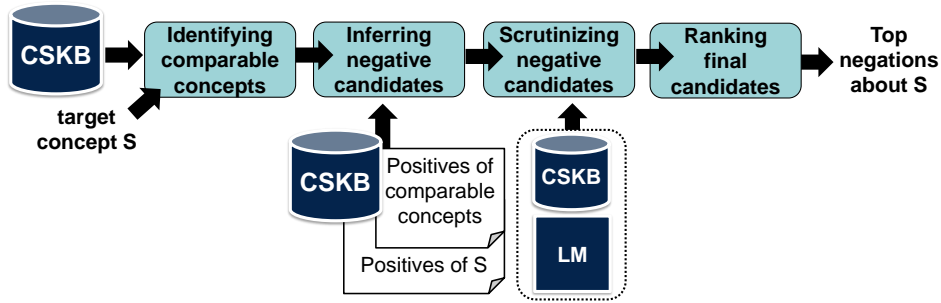 CSKB
target
concept S
Identifying
comparable
concepts
Inferring
negative
candidates
Scrutinizing
negative
candidates
Ranking
final
candidates
Top
negations
about S
CSKB
Positives of
comparable
concepts
Positives of S
CSKB
LM